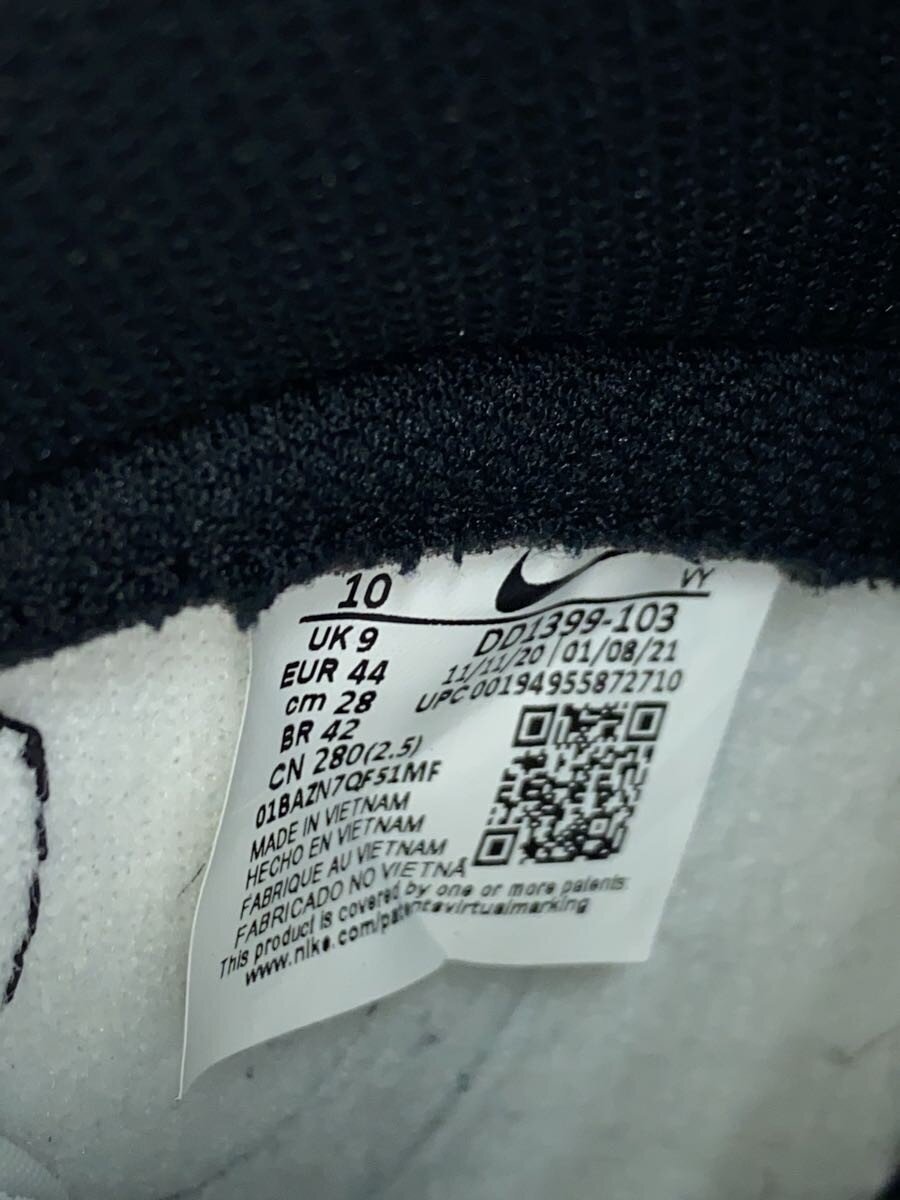 10
VY
UK 9
EUR 44
cm 28
BR 42
CN 280(2.5)
DD1399-103
11/11/20 / 01/08/21
UPC 00194955872710
01BAZN7QF51MF
MADE IN VIETNAM
HECHO EN VIETNAM
FABRIQUE AU VIETNAM
FABRICADO NO VIETNÃ
This product is covered by one or more patents
www.nike.com/patentsvirtualmarking